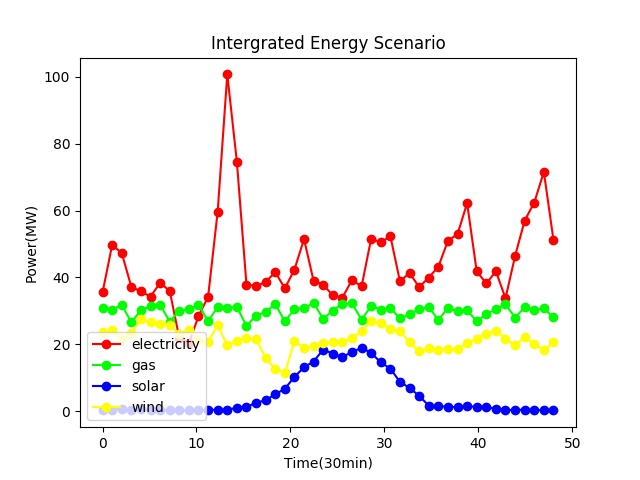 Intergrated Energy Scenario
Power(MW)
100
80
60
40
20
0
electricity
gas
solar
wind
0 10 20 30 40 50
Time(30min)